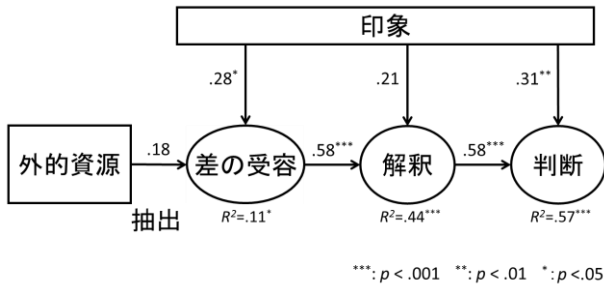 印象
.28*
.21
.31**
外的資源
.18
差の受容
.58***
解釈
.58***
判断
抽出
R²=.11*
R²=.44***
R²=.57***
***: p < .001 **: p < .01 *: p <.05